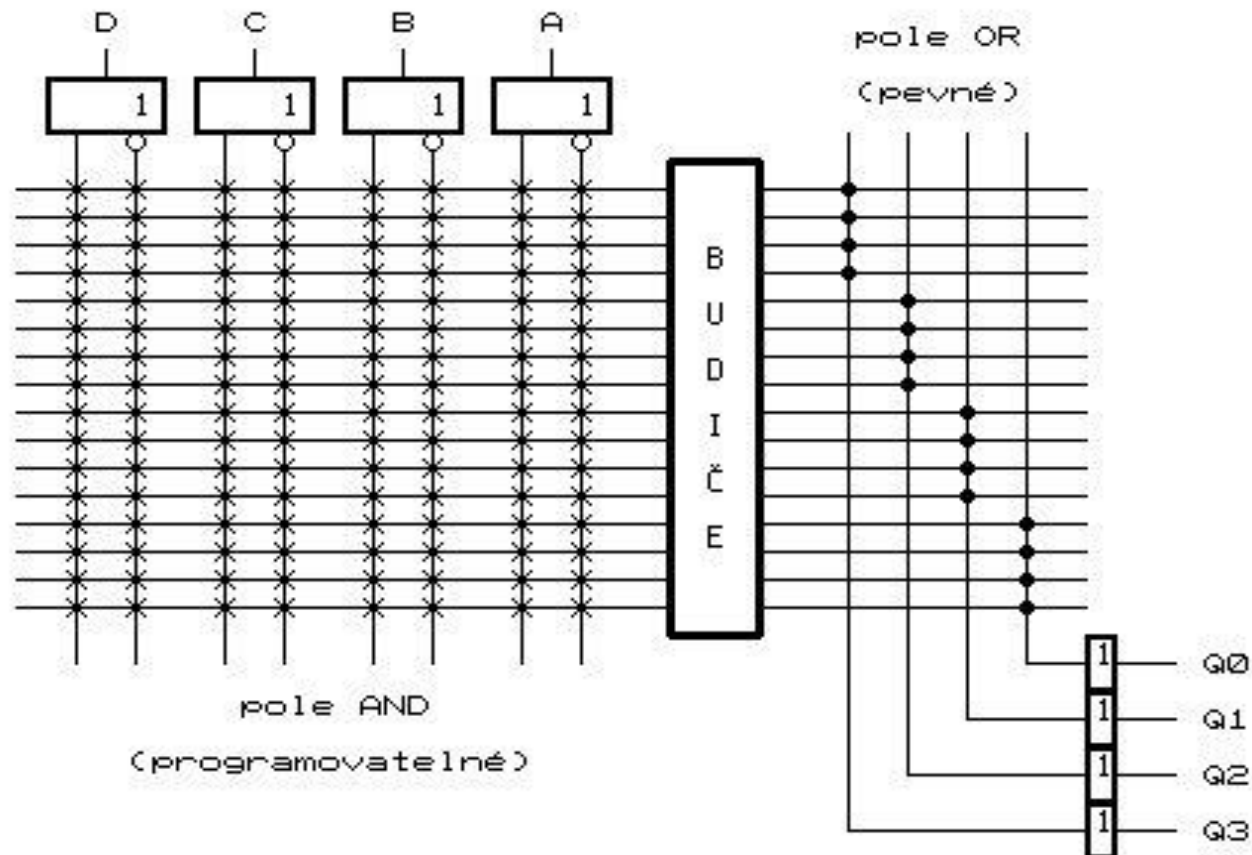 D C B A
pole OR
(pevné)
1 1 1 1
B
U
D
I
Č
E
1 Q0
1 Q1
1 Q2
1 Q3
pole AND
(programovatelné)